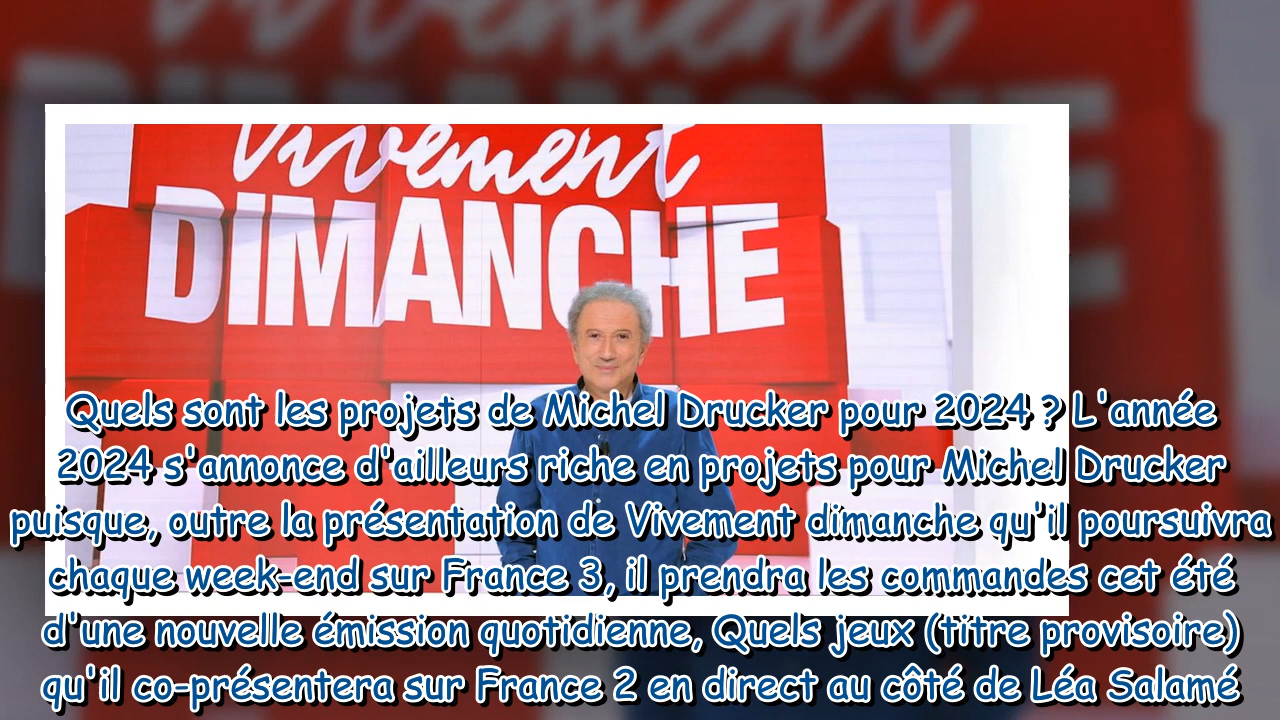 Vivement
DIMANCHE
Quels sont les projets de Michel Drucker pour 2024 ? L'année
2024 s'annonce d'ailleurs riche en projets pour Michel Drucker
puisque, outre la présentation de Vivement dimanche qu'il poursuivra
chaque week-end sur France 3, il prendra les commandes cet été
d'une nouvelle émission quotidienne, Quels jeux (titre provisoire)
qu'il co-présentera sur France 2 en direct au côté de Léa Salamé